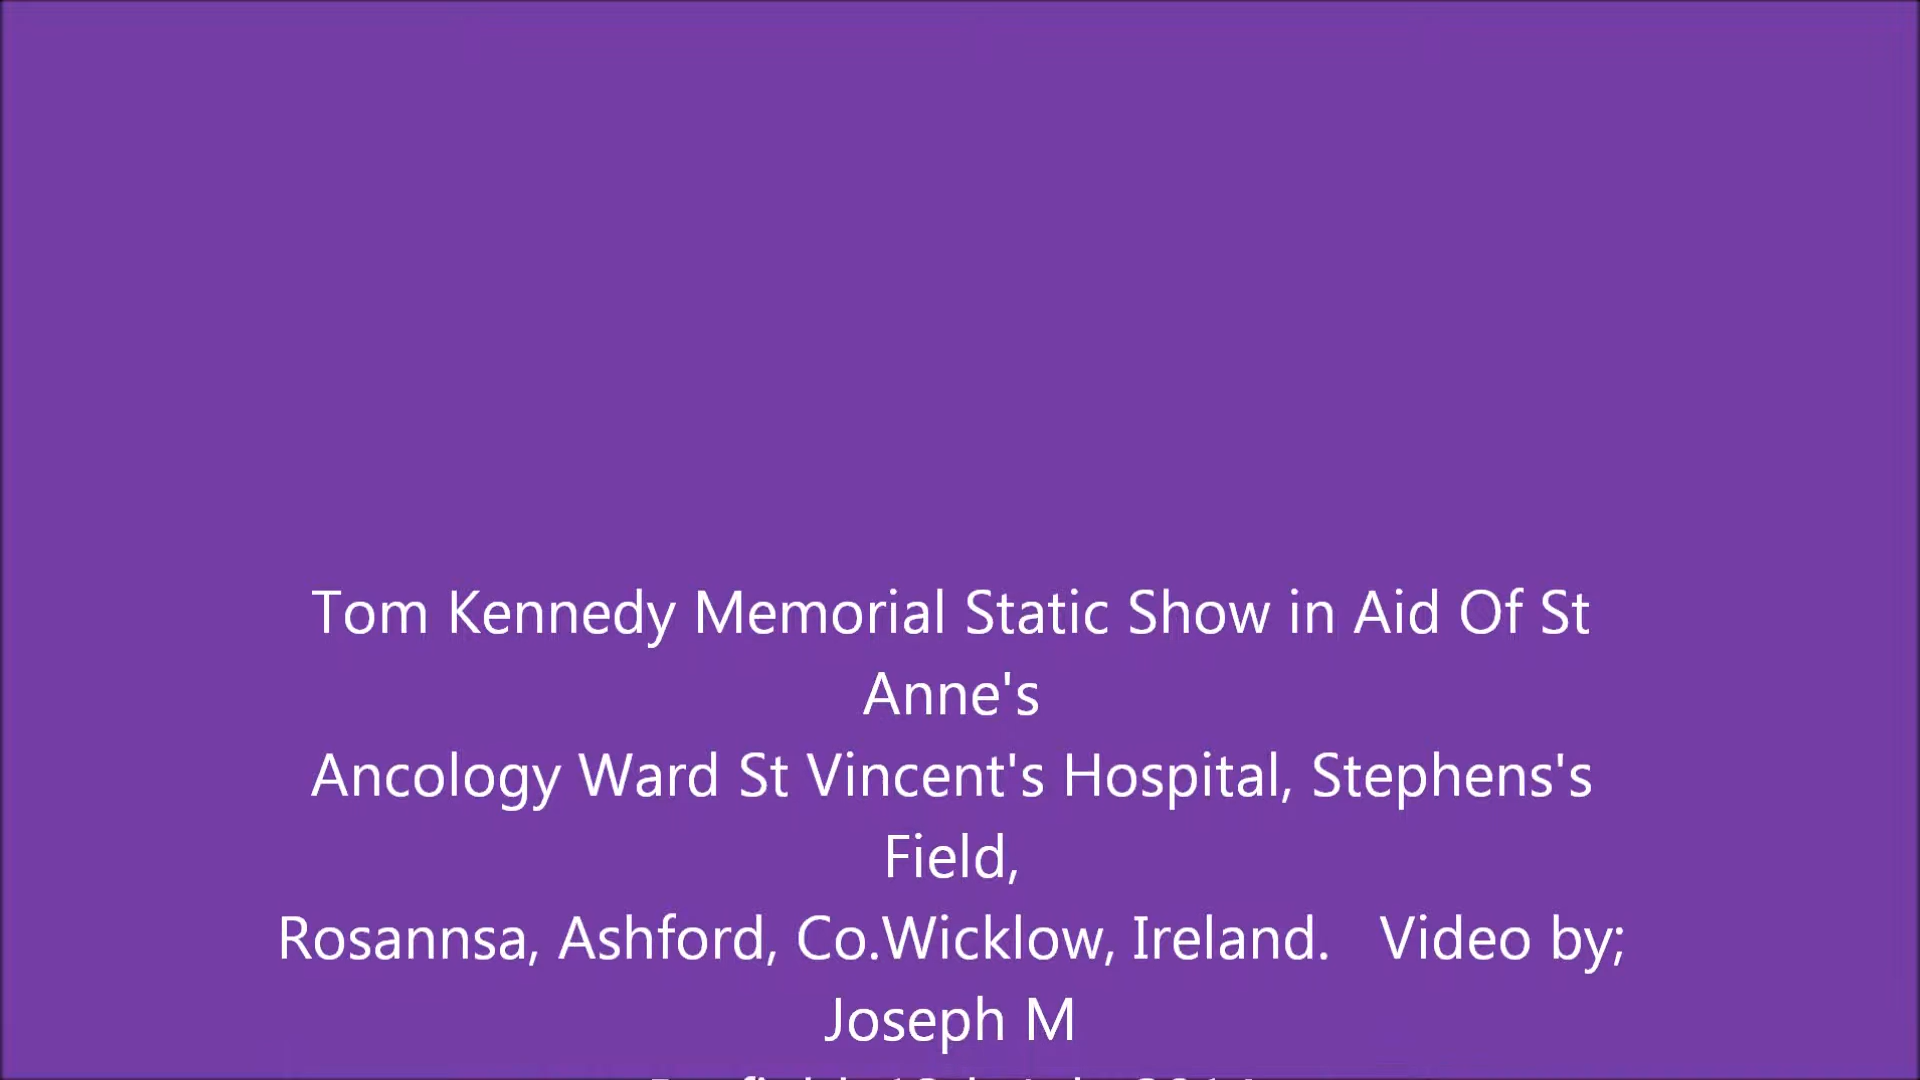 Tom Kennedy Memorial Static Show in Aid Of St
Anne's
Ancology Ward St Vincent's Hospital, Stephens's
Field,
Rosannsa, Ashford, Co.Wicklow, Ireland.   Video by;
Joseph M